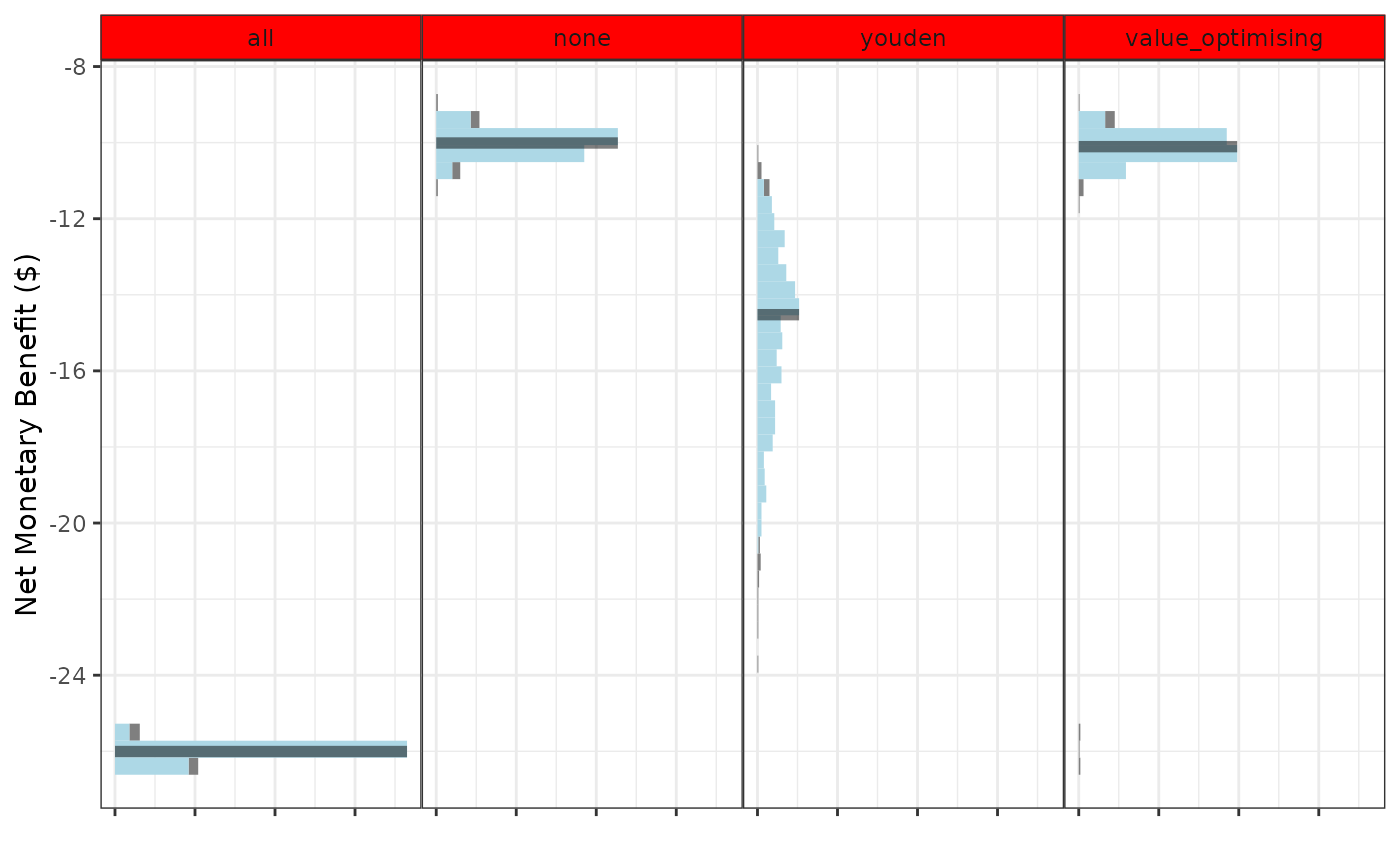 all
none
youden
value_optimising
Net Monetary Benefit ($)
-8
-12
-16
-20
-24